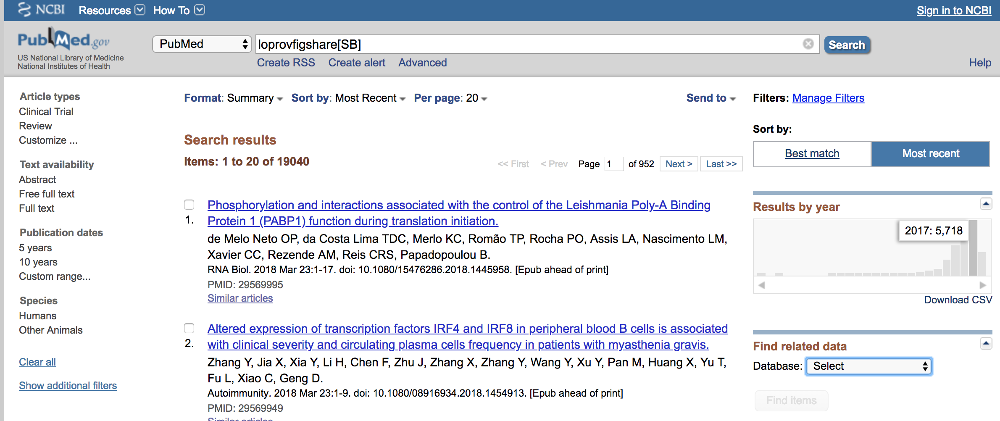 NCBI Resources How To Sign in to NCBI
PubMed.gov
US National Library of Medicine
National Institutes of Health
PubMed loprovfigshare[SB] Search
Create RSS Create alert Advanced Help
Article types
Clinical Trial
Review
Customize ...
Text availability
Abstract
Free full text
Full text
Publication dates
5 years
10 years
Custom range...
Species
Humans
Other Animals
Clear all
Show additional filters
Format: Summary Sort by: Most Recent Per page: 20 Send to
Search results
Items: 1 to 20 of 19040
<< First < Prev Page 1 of 952 Next > Last >>
1. Phosphorylation and interactions associated with the control of the Leishmania Poly-A Binding
Protein 1 (PABP1) function during translation initiation.
de Melo Neto OP, da Costa Lima TDC, Merlo KC, Romão TP, Rocha PO, Assis LA, Nascimento LM,
Xavier CC, Rezende AM, Reis CRS, Papadopoulou B.
RNA Biol. 2018 Mar 23:1-17. doi: 10.1080/15476286.2018.1445958. [Epub ahead of print]
PMID: 29569995
Similar articles
2. Altered expression of transcription factors IRF4 and IRF8 in peripheral blood B cells is associated
with clinical severity and circulating plasma cells frequency in patients with myasthenia gravis.
Zhang Y, Jia X, Xia Y, Li H, Chen F, Zhu J, Zhang X, Zhang Y, Wang Y, Xu Y, Pan M, Huang X, Yu T,
Fu L, Xiao C, Geng D.
Autoimmunity. 2018 Mar 23:1-9. doi: 10.1080/08916934.2018.1454913. [Epub ahead of print]
PMID: 29569949
Similar articles
Filters: Manage Filters
Sort by:
Best match Most recent
Results by year
2017: 5,718
Download CSV
Find related data
Database: Select
Find items